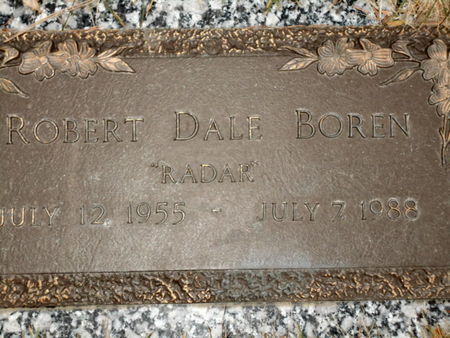 ROBERT DALE BOREN
"RADAR"
JULY 12 1955 - JULY 7 1988